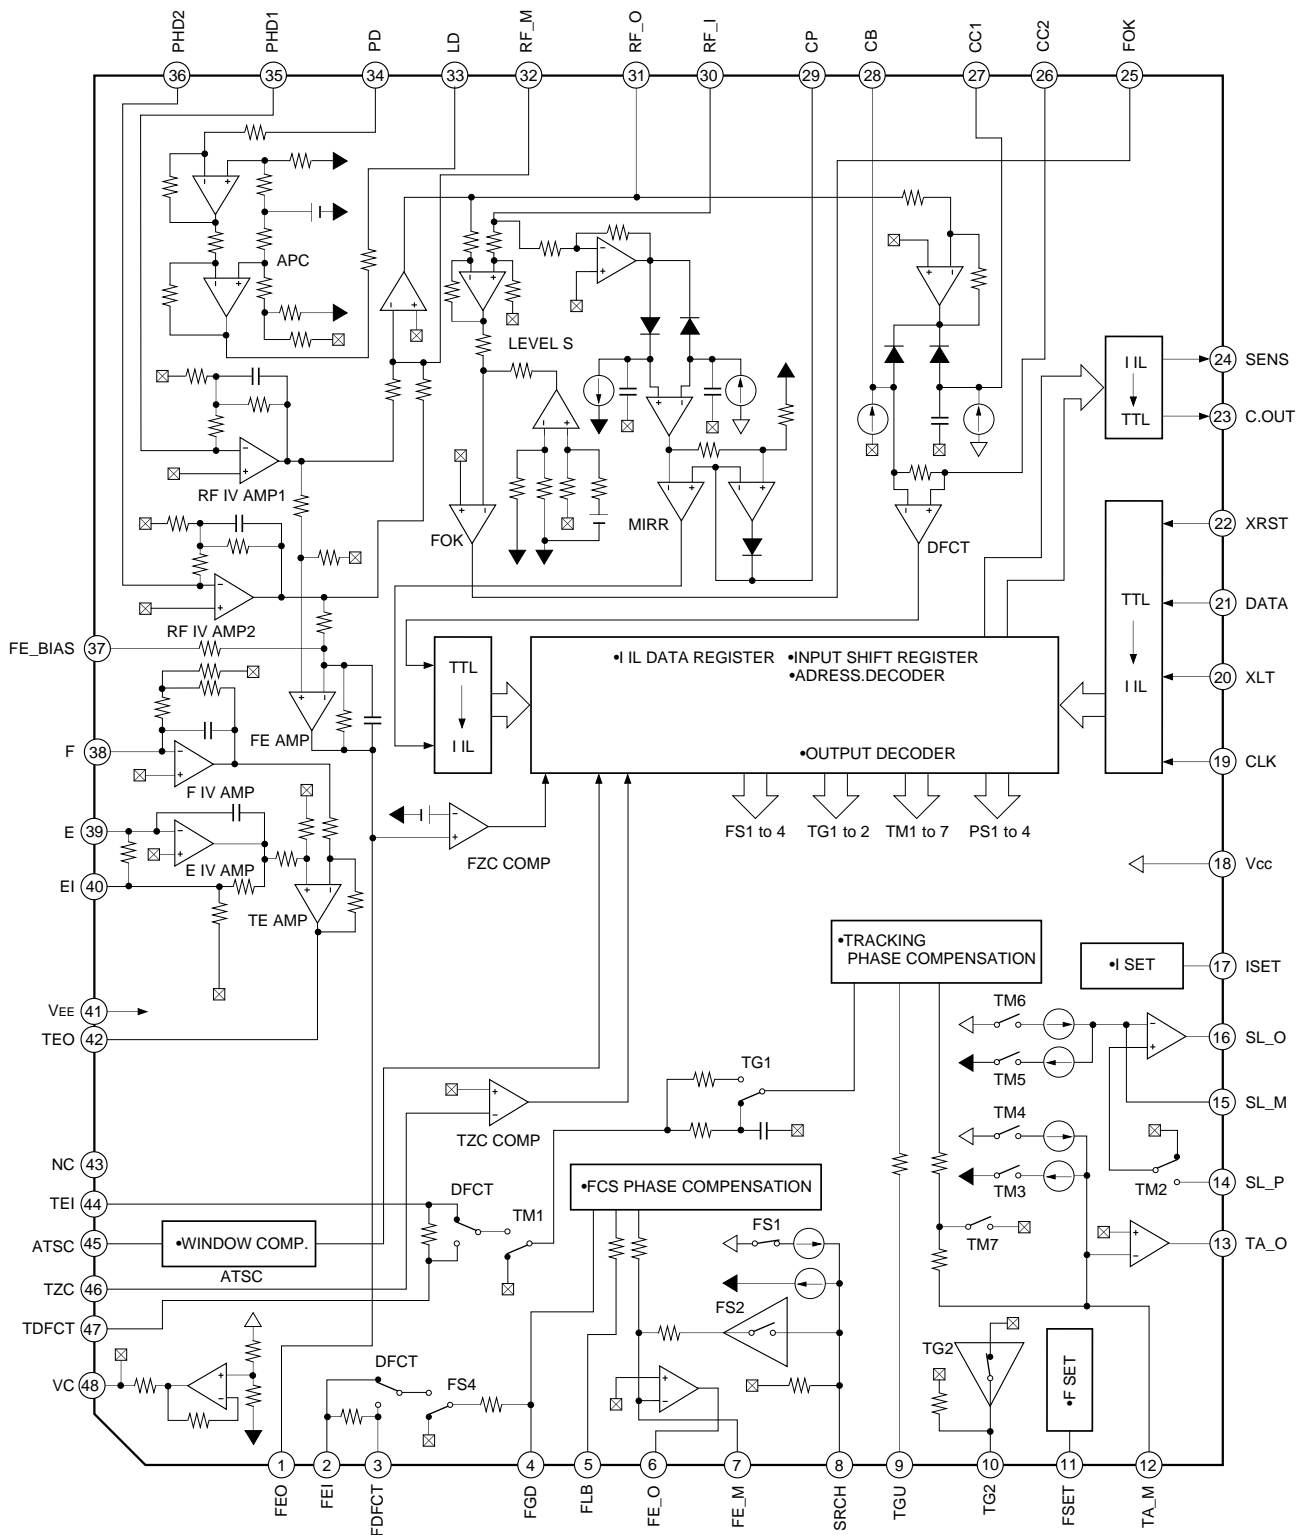 PHD2
PHD1
PD
LD
RF_M
RF_O
RF_I
CP
CB
CC1
CC2
FOK
36
35
34
33
32
31
30
29
28
27
26
25
APC
LEVEL S
RF IV AMP1
RF IV AMP2
FOK
MIRR
DFCT
I IL
TTL
24
SENS
23
C.OUT
22
XRST
21
DATA
20
XLT
19
CLK
TTL
I IL
FE_BIAS
37
F
38
E
39
EI
40
F IV AMP
E IV AMP
FE AMP
TE AMP
TTL
I IL
•I IL DATA REGISTER
•INPUT SHIFT REGISTER
•ADRESS.DECODER
•OUTPUT DECODER
FS1 to 4
TG1 to 2
TM1 to 7
PS1 to 4
FZC COMP
18
Vcc
•TRACKING
PHASE COMPENSATION
•I SET
17
ISET
VEE
41
TEO
42
TM6
TM5
16
SL_O
15
SL_M
TG1
TZC COMP
TM4
TM3
TM2
14
SL_P
NC
43
TEI
44
ATSC
45
TZC
46
TDFCT
47
VC
48
•WINDOW COMP.
ATSC
DFCT
TM1
•FCS PHASE COMPENSATION
FS1
FS2
TM7
13
TA_O
TG2
•F SET
DFCT
FS4
1
2
3
4
5
6
7
8
9
10
11
12
FEO
FEI
FDFCT
FGD
FLB
FE_O
FE_M
SRCH
TGU
TG2
FSET
TA_M